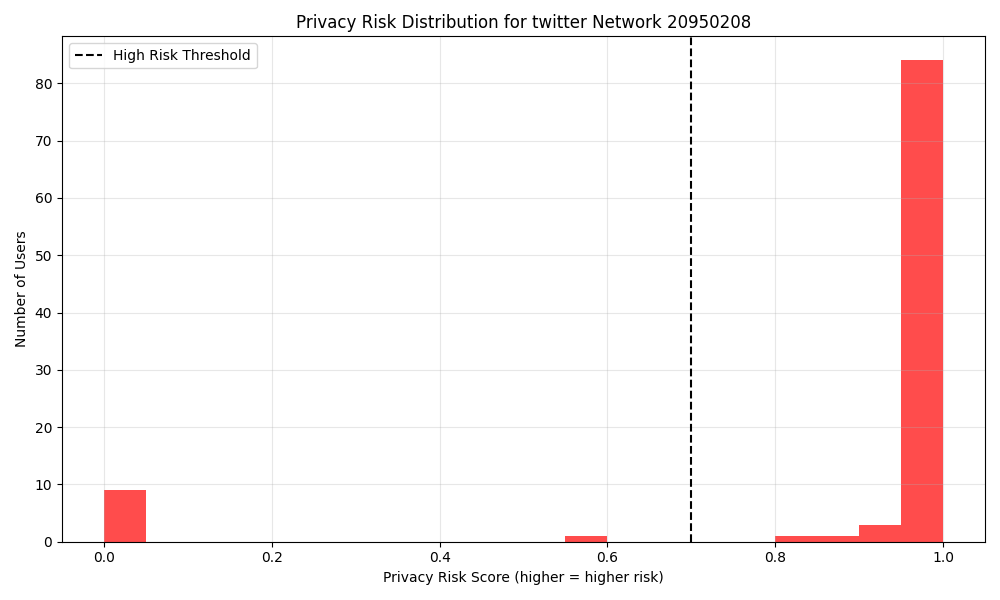 Privacy Risk Distribution for twitter Network 20950208
High Risk Threshold
Number of Users
80
70
60
50
40
30
20
10
0
0.0 0.2 0.4 0.6 0.8 1.0
Privacy Risk Score (higher = higher risk)